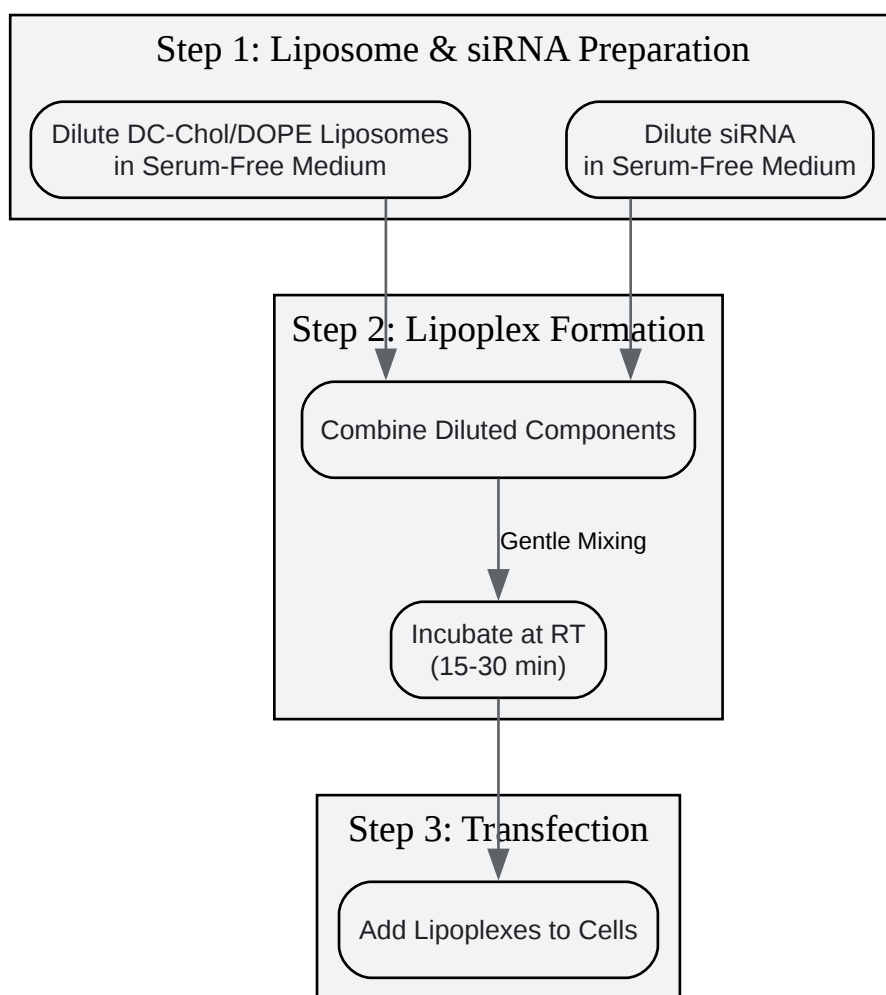 Step 1: Liposome & siRNA Preparation
Dilute DC-Chol/DOPE Liposomes
in Serum-Free Medium
Dilute siRNA
in Serum-Free Medium
Step 2: Lipoplex Formation
Combine Diluted Components
Gentle Mixing
Incubate at RT
(15-30 min)
Step 3: Transfection
Add Lipoplexes to Cells